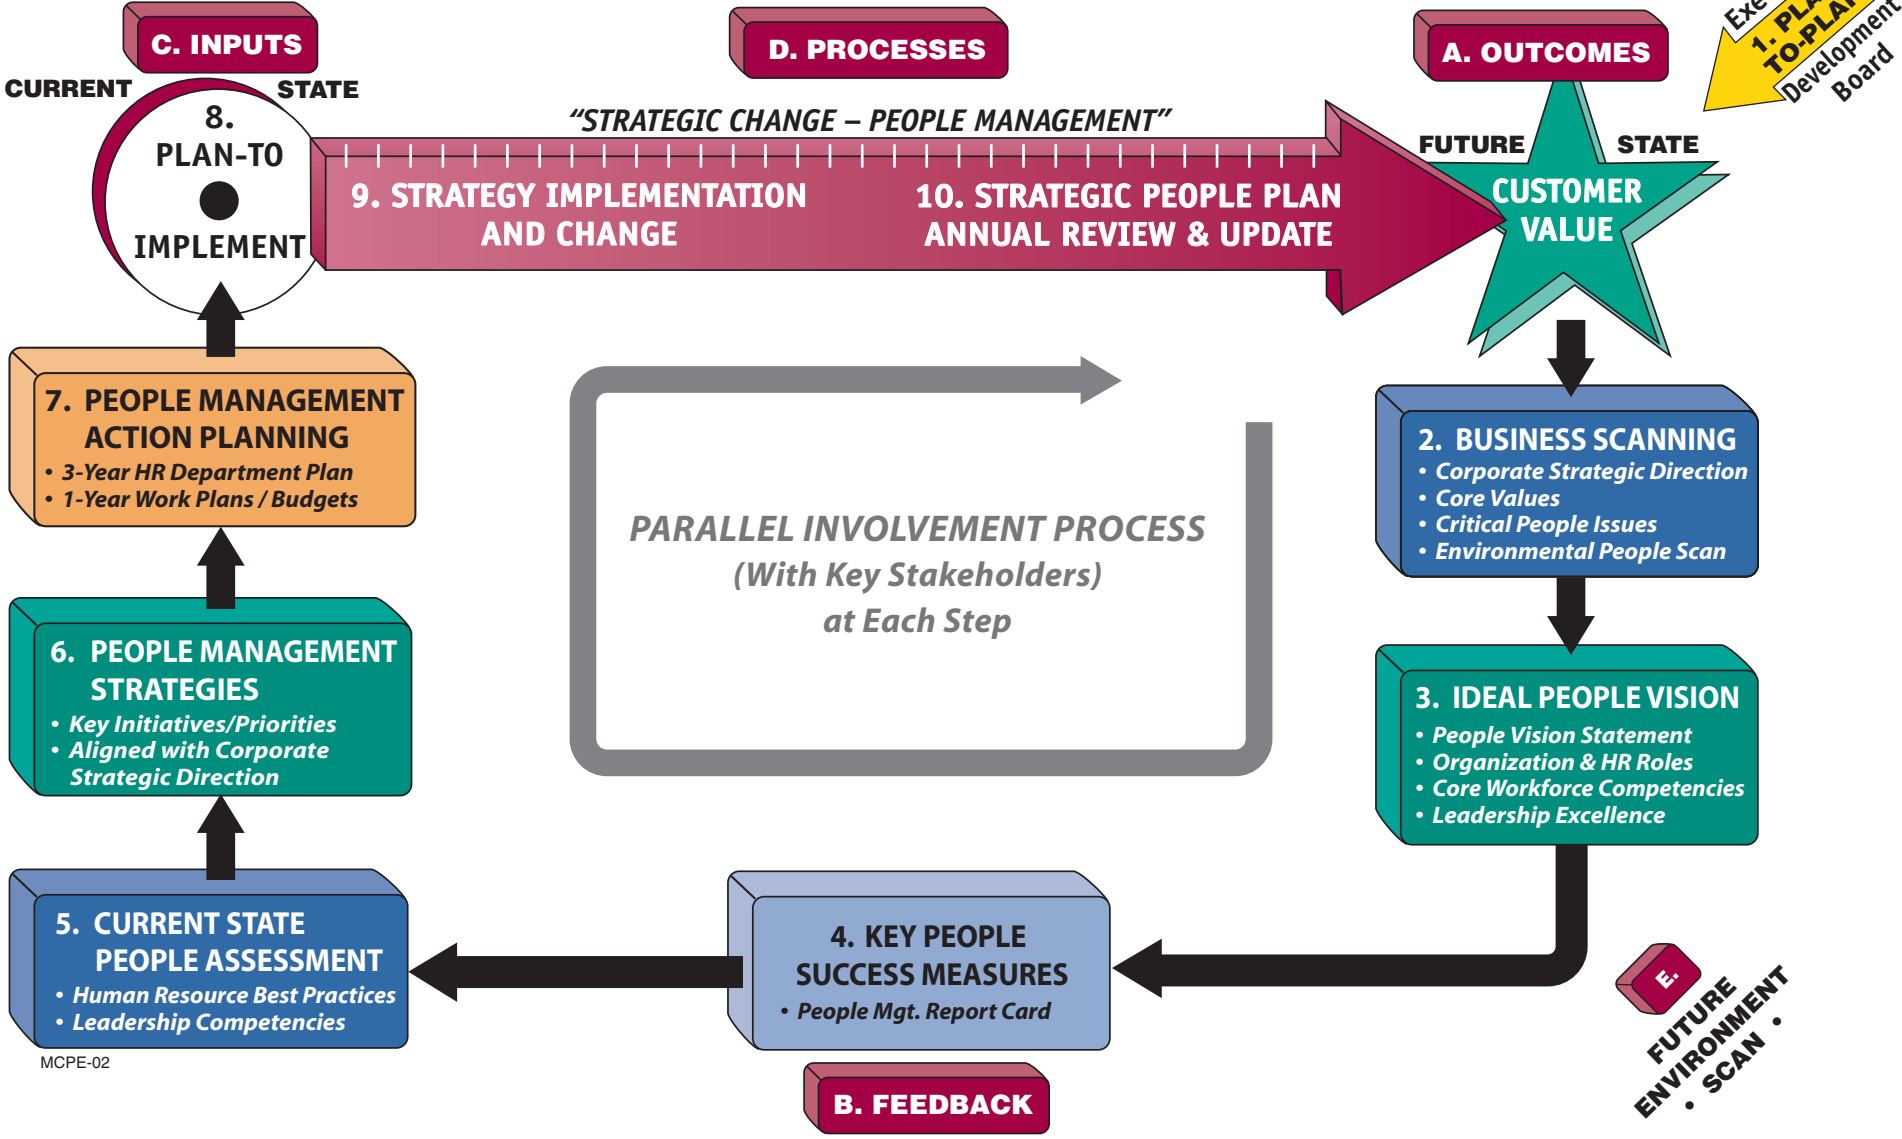 C. INPUTS
D. PROCESSES
A. OUTCOMES
1.
TO-PLAN
Development
Board
CURRENT STATE
8.
PLAN-TO
IMPLEMENT
“STRATEGIC CHANGE – PEOPLE MANAGEMENT”
9. STRATEGY IMPLEMENTATION
AND CHANGE
10. STRATEGIC PEOPLE PLAN
ANNUAL REVIEW & UPDATE
FUTURE STATE
CUSTOMER
VALUE
2. BUSINESS SCANNING
• Corporate Strategic Direction
• Core Values
• Critical People Issues
• Environmental People Scan
3. IDEAL PEOPLE VISION
• People Vision Statement
• Organization & HR Roles
• Core Workforce Competencies
• Leadership Excellence
4. KEY PEOPLE
SUCCESS MEASURES
• People Mgt. Report Card
B. FEEDBACK
5. CURRENT STATE
PEOPLE ASSESSMENT
• Human Resource Best Practices
• Leadership Competencies
MCPE-02
6. PEOPLE MANAGEMENT
STRATEGIES
• Key Initiatives/Priorities
• Aligned with Corporate
Strategic Direction
7. PEOPLE MANAGEMENT
ACTION PLANNING
• 3-Year HR Department Plan
• 1-Year Work Plans / Budgets
PARALLEL INVOLVEMENT PROCESS
(With Key Stakeholders)
at Each Step
E.
FUTURE
ENVIRONMENT
• SCAN •